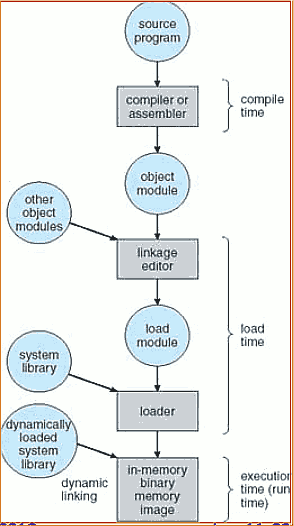 source
program
compiler or
assembler
compile
time
object
module
other
object
modules
linkage
editor
load
module
load
time
system
library
loader
dynamically
loaded
system
library
dynamic
linking
in-memory
binary
memory
image
execution
time (run
time)